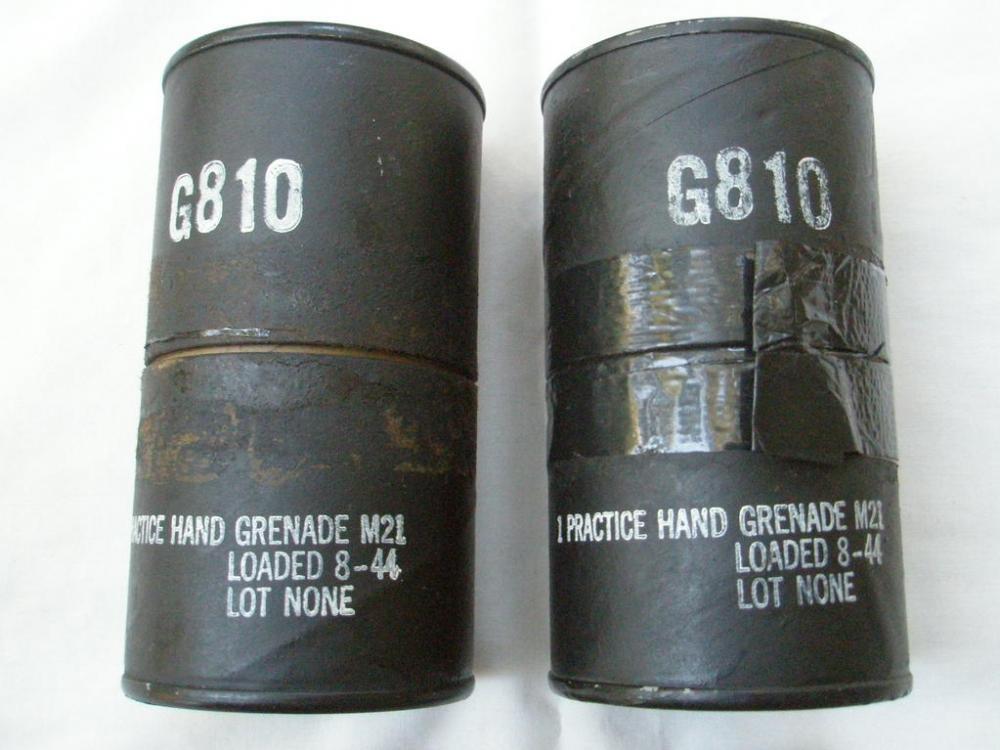 G810
PRACTICE HAND GRENADE M21
LOADED 8-44
LOT NONE
G810
1 PRACTICE HAND GRENADE M21
LOADED 8-44
LOT NONE